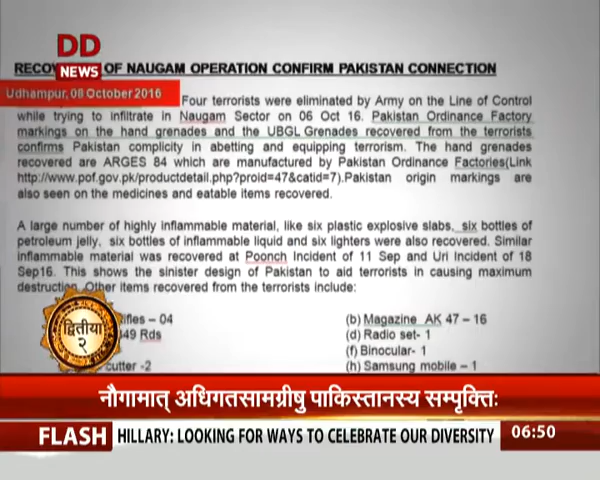 DD
NEWS
RECO OF NAUGAM OPERATION CONFIRM PAKISTAN CONNECTION
Udhampur, 08 October 2016
Four terrorists were eliminated by Army on the Line of Control
while trying to infiltrate in Naugam Sector on 06 Oct 16. Pakistan Ordinance Factory
markings on the hand grenades and the UBGL Grenades recovered from the terrorists
confirms Pakistan complicity in abetting and equipping terrorism. The hand grenades
recovered are ARGES 84 which are manufactured by Pakistan Ordinance Factories(Link
http://www.pof.gov.pk/productdetail.php?proid=47&catid=7).Pakistan origin markings are
also seen on the medicines and eatable items recovered.
A large number of highly inflammable material, like six plastic explosive slabs, six bottles of
petroleum jelly, six bottles of inflammable liquid and six lighters were also recovered. Similar
inflammable material was recovered at Poonch Incident of 11 Sep and Uri Incident of 18
Sep16. This shows the sinister design of Pakistan to aid terrorists in causing maximum
destruction. Other items recovered from the terrorists include:
ifles – 04 (b) Magazine AK 47 – 16
49 Rds (d) Radio set- 1
(f) Binocular- 1
cutter -2 (h) Samsung mobile – 1
द्वितीया
२
नौगामात् अधिगतसामग्रीषु पाकिस्तानस्य सम्पृक्तिः
FLASH HILLARY: LOOKING FOR WAYS TO CELEBRATE OUR DIVERSITY 06:50